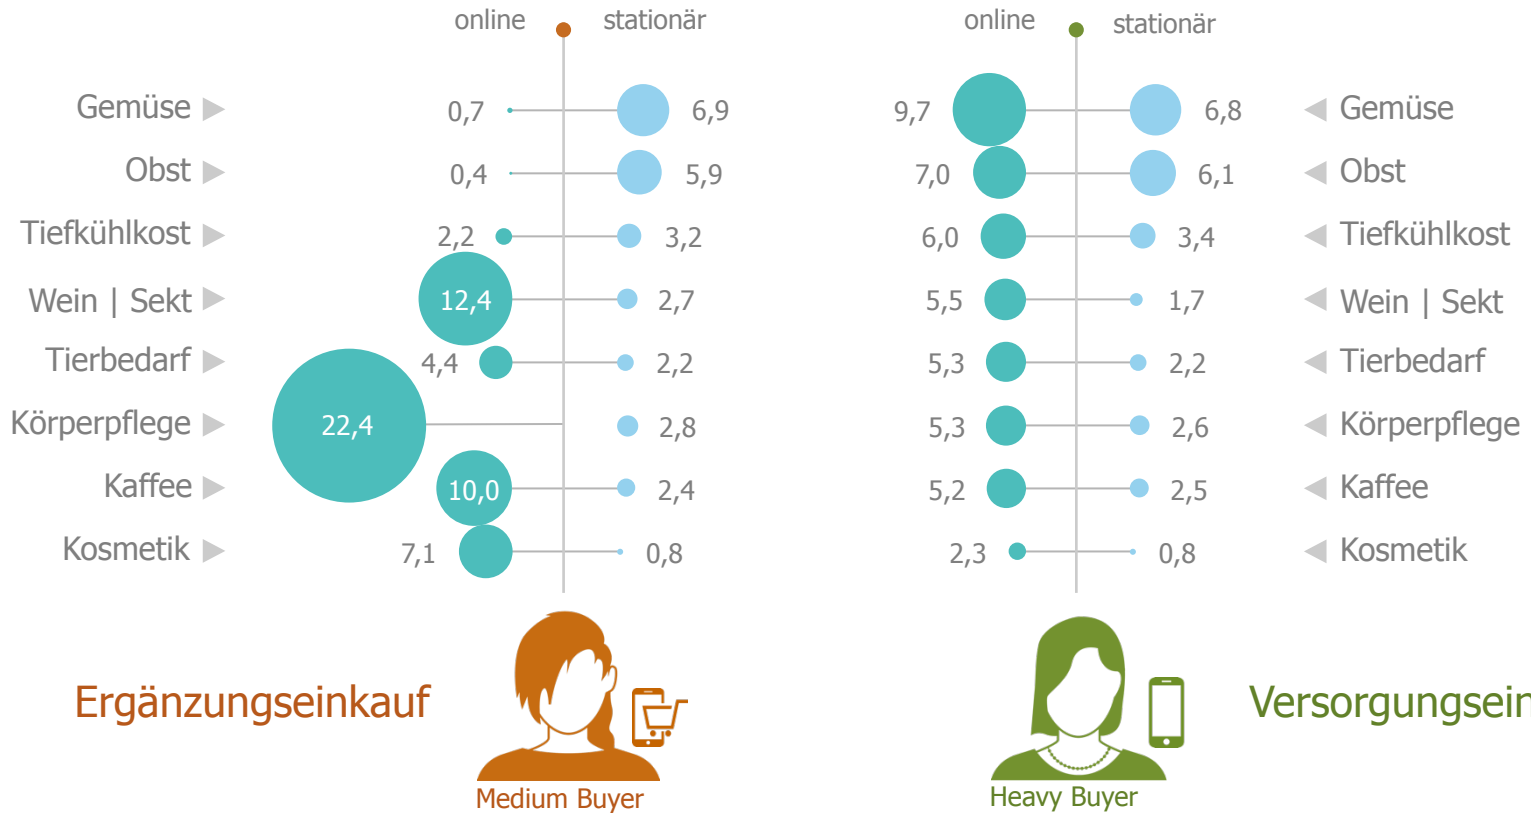 online stationär online stationär
Gemüse 0,7 6,9 9,7 6,8 Gemüse
Obst 0,4 5,9 7,0 6,1 Obst
Tiefkühlkost 2,2 3,2 6,0 3,4 Tiefkühlkost
Wein | Sekt 12,4 2,7 5,5 1,7 Wein | Sekt
Tierbedarf 4,4 2,2 5,3 2,2 Tierbedarf
Körperpflege 22,4 2,8 5,3 2,6 Körperpflege
Kaffee 10,0 2,4 5,2 2,5 Kaffee
Kosmetik 7,1 0,8 2,3 0,8 Kosmetik
Ergänzungseinkauf Versorgungsein
Medium Buyer Heavy Buyer